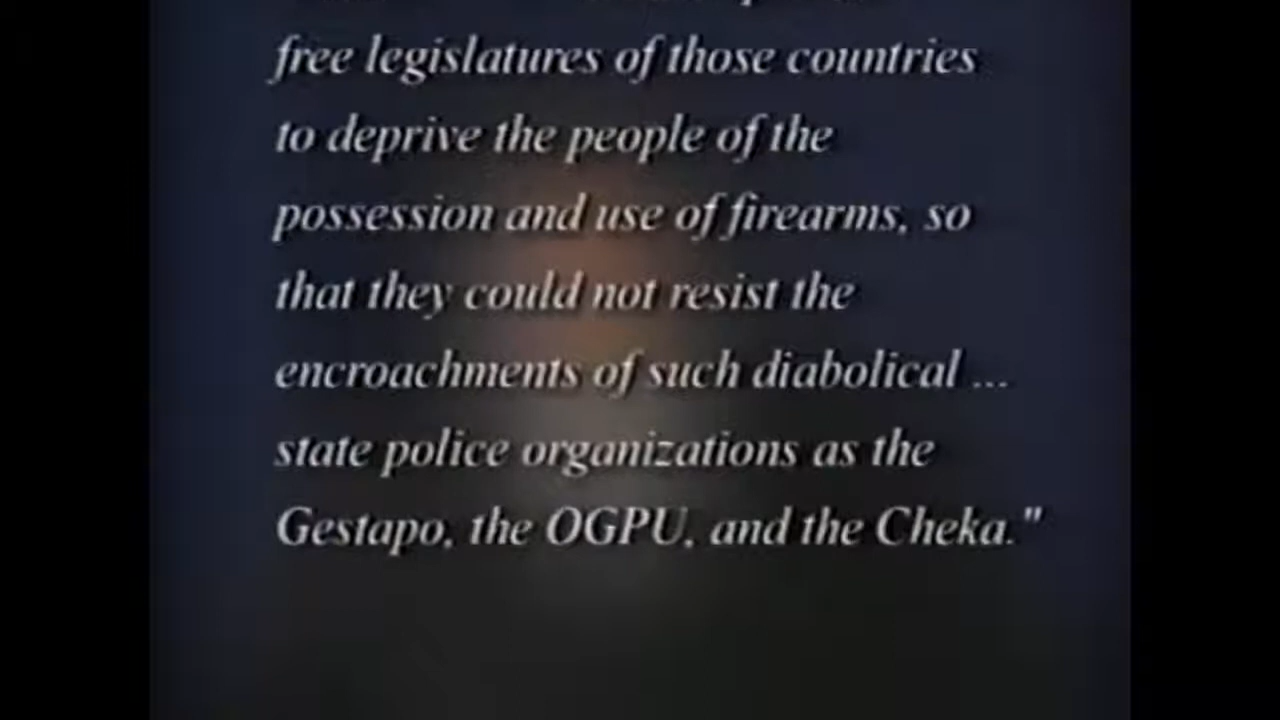 free legislatures of those countries
to deprive the people of the
possession and use of firearms, so
that they could not resist the
encroachments of such diabolical ...
state police organizations as the
Gestapo, the OGPU, and the Cheka."